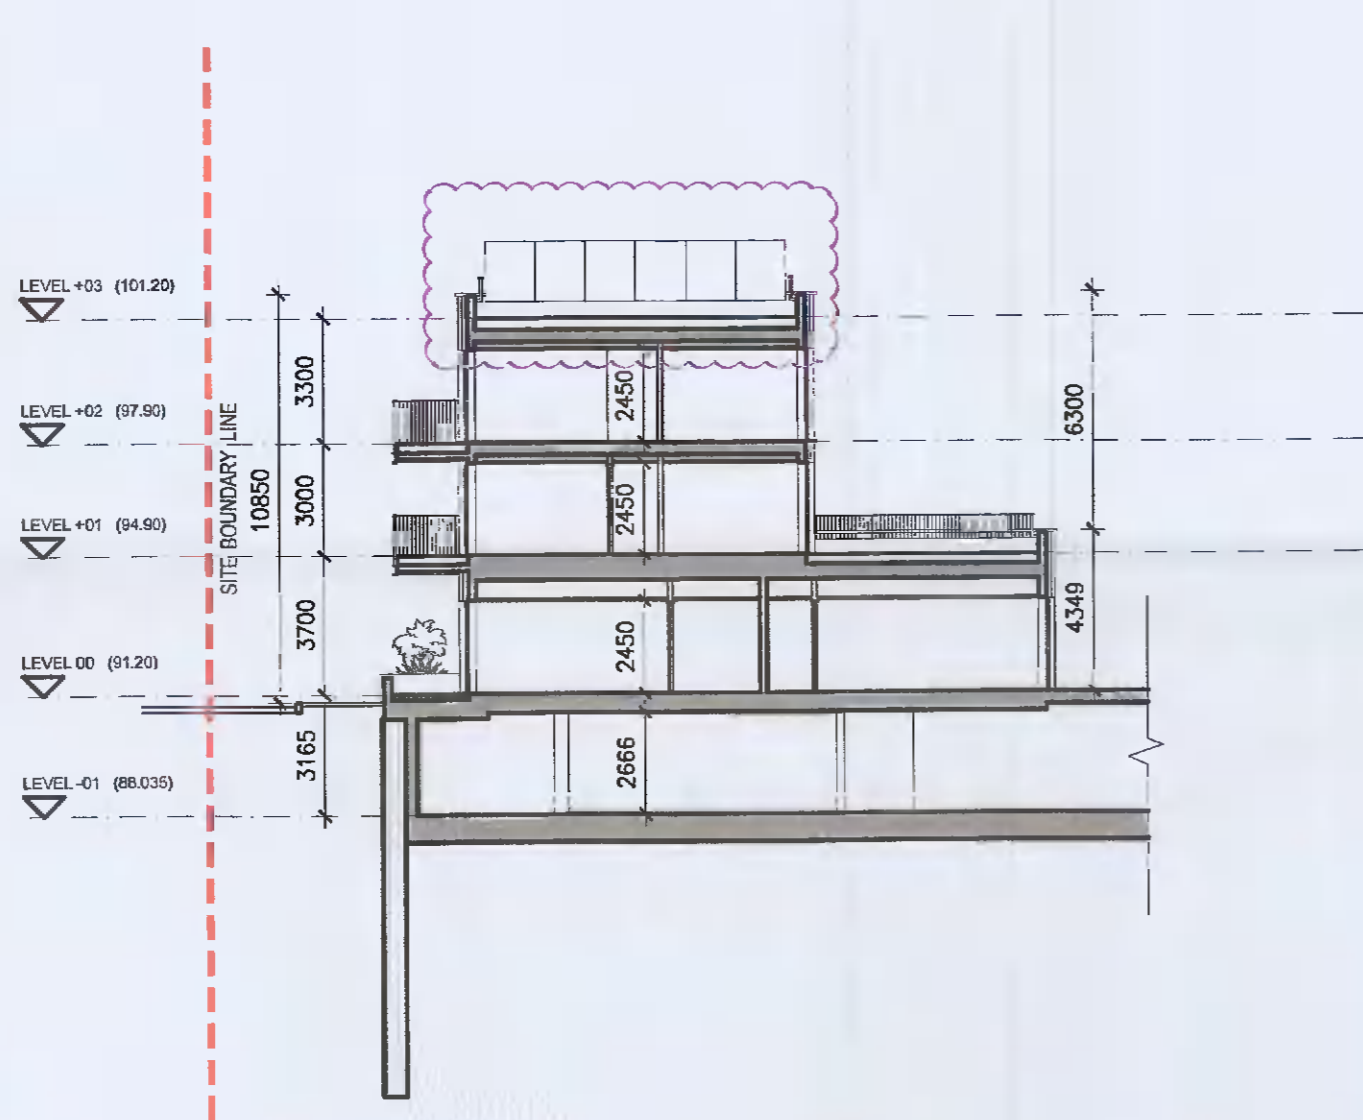 LEVEL +03 (101.20)
3300
2450
6300
LEVEL +02 (97.90)
SITE BOUNDARY LINE
10850
3000
2450
LEVEL +01 (94.90)
3700
2450
4349
LEVEL 00 (91.20)
3165
2666
LEVEL -01 (88.035)